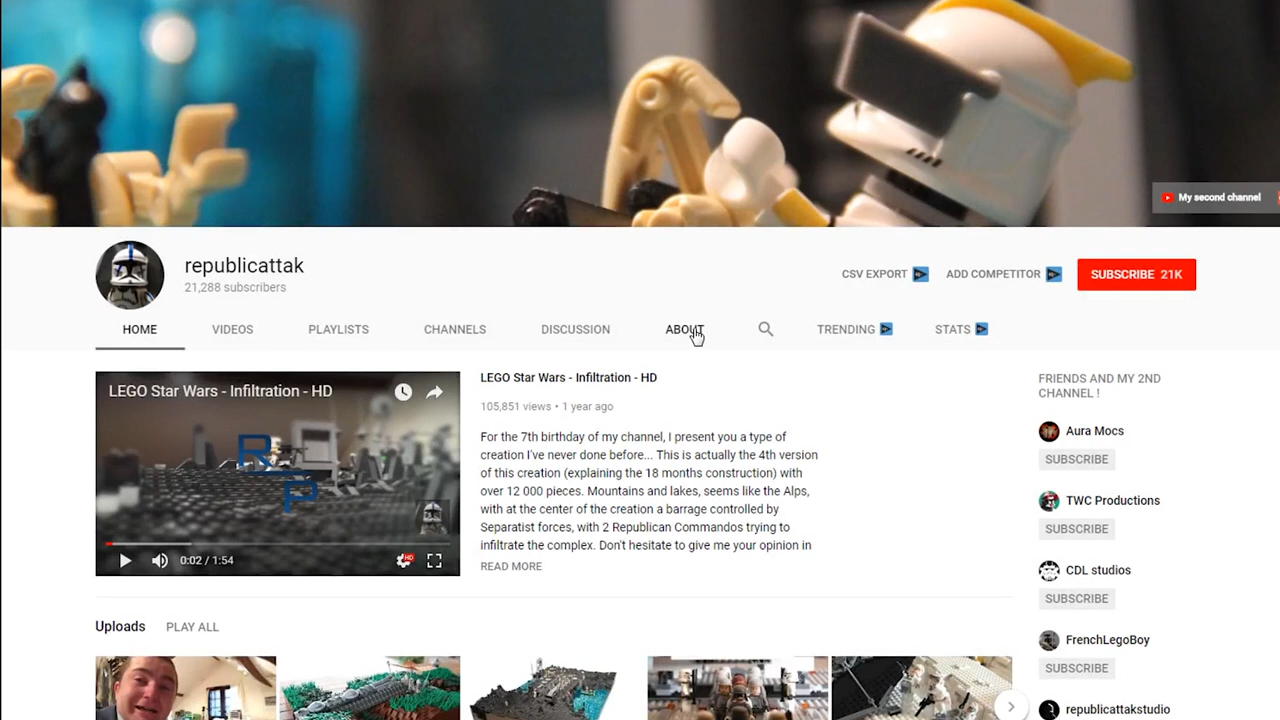 My second channel
republicattak
21,288 subscribers
CSV EXPORT
ADD COMPETITOR
SUBSCRIBE 21K
HOME
VIDEOS
PLAYLISTS
CHANNELS
DISCUSSION
ABOUT
TRENDING
STATS
LEGO Star Wars - Infiltration - HD
R
P
0:02 / 1:54
HD
LEGO Star Wars - Infiltration - HD
105,851 views • 1 year ago
For the 7th birthday of my channel, I present you a type of
creation I've never done before... This is actually the 4th version
of this creation (explaining the 18 months construction) with
over 12 000 pieces. Mountains and lakes, seems like the Alps,
with at the center of the creation a barrage controlled by
Separatist forces, with 2 Republican Commandos trying to
infiltrate the complex. Don't hesitate to give me your opinion in
READ MORE
FRIENDS AND MY 2ND
CHANNEL !
Aura Mocs
SUBSCRIBE
TWC Productions
SUBSCRIBE
CDL studios
SUBSCRIBE
FrenchLegoBoy
SUBSCRIBE
republicattakstudio
Uploads
PLAY ALL